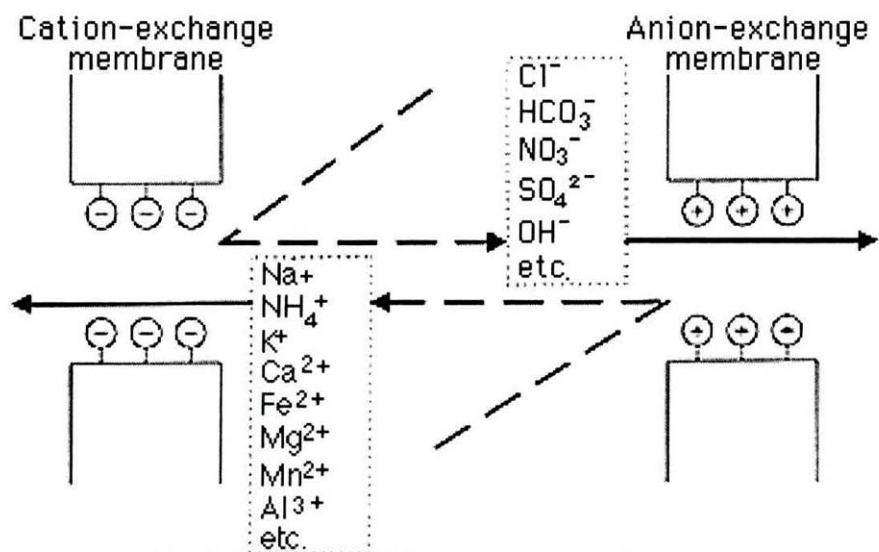 Cation-exchange
membrane
Anion-exchange
membrane
Cl⁻
HCO₃⁻
NO₃⁻
SO₄²⁻
OH⁻
etc.
− − −
+ + +
Na+
NH₄⁺
K⁺
Ca²⁺
Fe²⁺
Mg²⁺
Mn²⁺
Al³⁺
etc.
− − −
+ + +